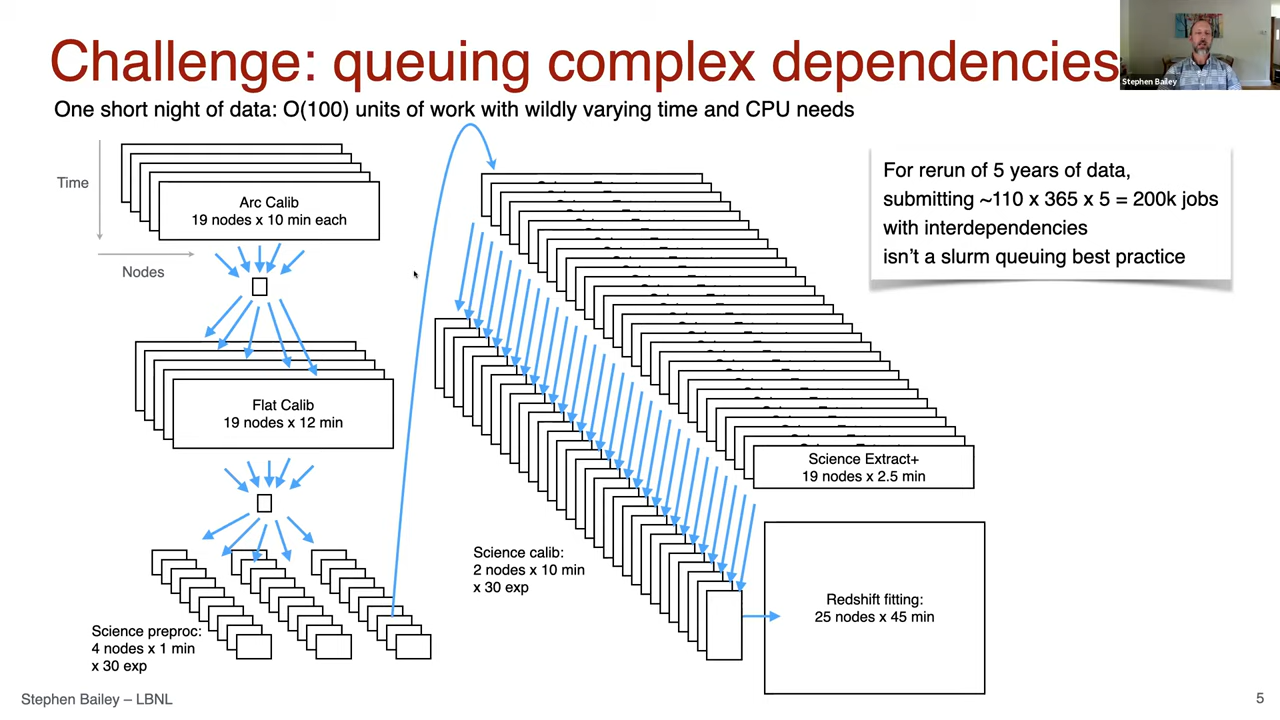 Challenge: queuing complex dependencies
Stephen Bailey
One short night of data: O(100) units of work with wildly varying time and CPU needs
Time
Nodes
Arc Calib
19 nodes x 10 min each
Flat Calib
19 nodes x 12 min
Science preproc:
4 nodes x 1 min
x 30 exp
For rerun of 5 years of data,
submitting ~110 x 365 x 5 = 200k jobs
with interdependencies
isn't a slurm queuing best practice
Science Extract+
19 nodes x 2.5 min
Science calib:
2 nodes x 10 min
x 30 exp
Redshift fitting:
25 nodes x 45 min
Stephen Bailey – LBNL
5